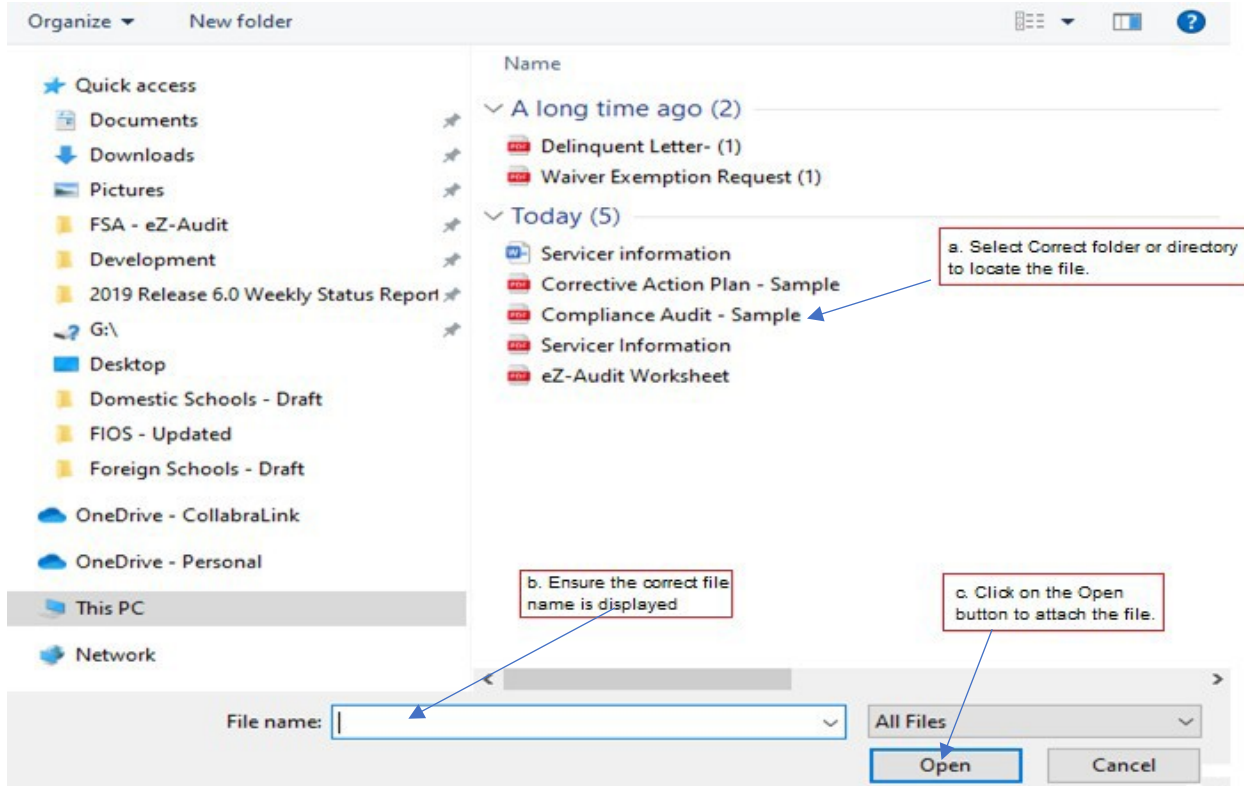 Organize New folder
Quick access
Documents
Downloads
Pictures
FSA - eZ-Audit
Development
2019 Release 6.0 Weekly Status Report
G:\
Desktop
Domestic Schools - Draft
FIOS - Updated
Foreign Schools - Draft
OneDrive - CollabraLink
OneDrive - Personal
This PC
Network
Name
A long time ago (2)
Delinquent Letter- (1)
Waiver Exemption Request (1)
Today (5)
Servicer information
Corrective Action Plan - Sample
Compliance Audit - Sample
Servicer Information
eZ-Audit Worksheet
a. Select Correct folder or directory
to locate the file.
b. Ensure the correct file
name is displayed
c. Click on the Open
button to attach the file.
File name:
All Files
Open Cancel